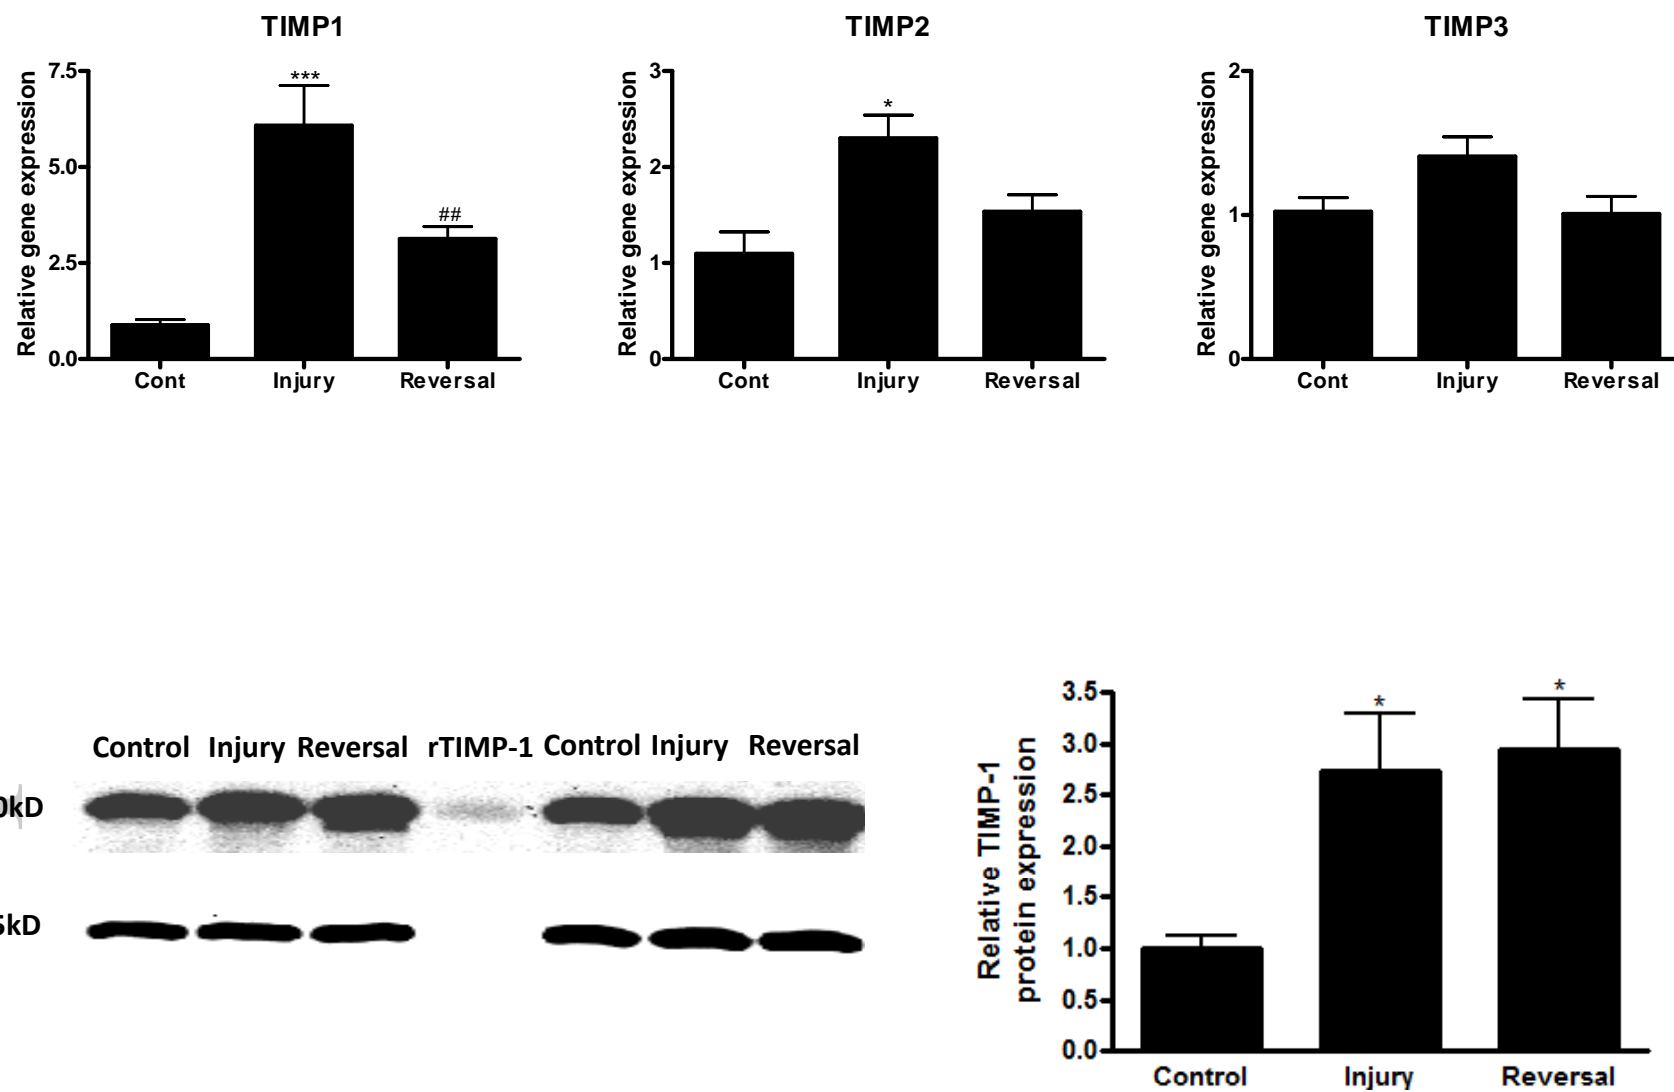 TIMP1
TIMP2
TIMP3
Relative gene expression
7.5
5.0
2.5
0.0
***
##
Cont Injury Reversal
Relative gene expression
3
2
1
0
*
Cont Injury Reversal
Relative gene expression
2
1
0
Cont Injury Reversal
Control Injury Reversal rTIMP-1 Control Injury Reversal
0kD
5kD
Relative TIMP-1
protein expression
3.5
3.0
2.5
2.0
1.5
1.0
0.5
0.0
*
*
Control Injury Reversal